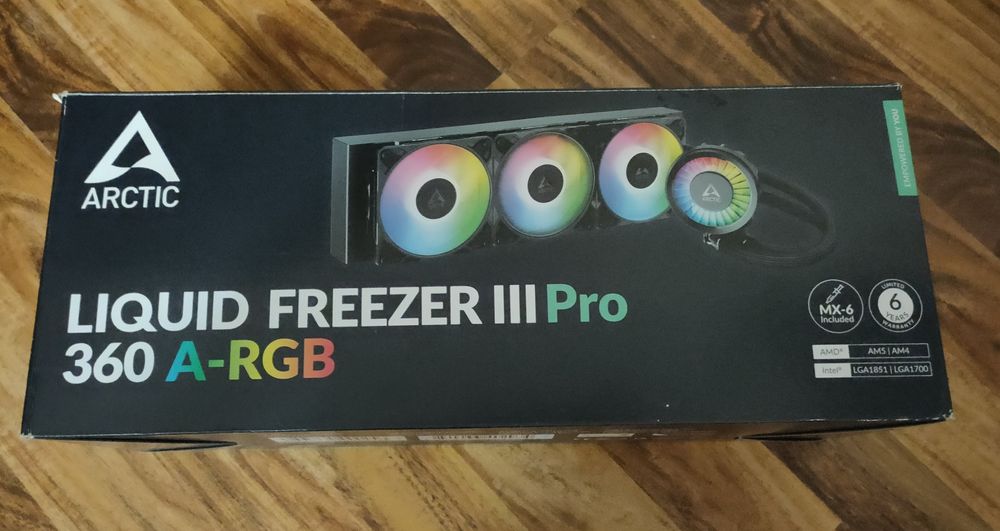 ARCTIC
ARCTIC
EMPOWERED BY YOU
LIQUID FREEZER III Pro
360 A-RGB
MX-6
Included
LIMITED
6
YEARS
WARRANTY!
AMD® AM5 | AM4
Intel® LGA1851 | LGA1700